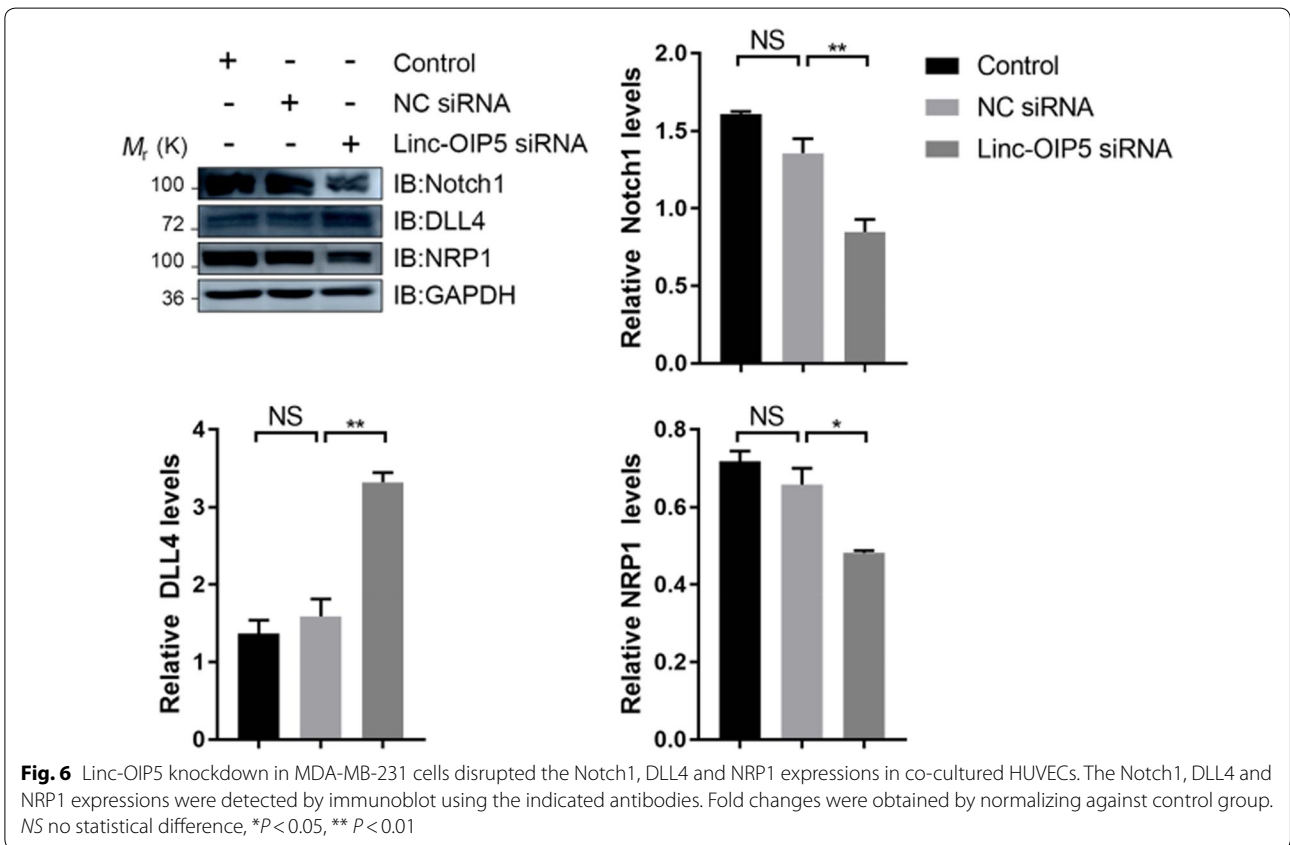 + - - Control
- + - NC siRNA
Mr (K) - - + Linc-OIP5 siRNA
100 IB:Notch1
72 IB:DLL4
100 IB:NRP1
36 IB:GAPDH
NS **
2.0
1.5
1.0
0.5
0.0
Relative Notch1 levels
Control
NC siRNA
Linc-OIP5 siRNA
NS **
4
3
2
1
0
Relative DLL4 levels
NS *
0.8
0.6
0.4
0.2
0.0
Relative NRP1 levels
Fig. 6 Linc-OIP5 knockdown in MDA-MB-231 cells disrupted the Notch1, DLL4 and NRP1 expressions in co-cultured HUVECs. The Notch1, DLL4 and
NRP1 expressions were detected by immunoblot using the indicated antibodies. Fold changes were obtained by normalizing against control group.
NS no statistical difference, *P < 0.05, ** P < 0.01